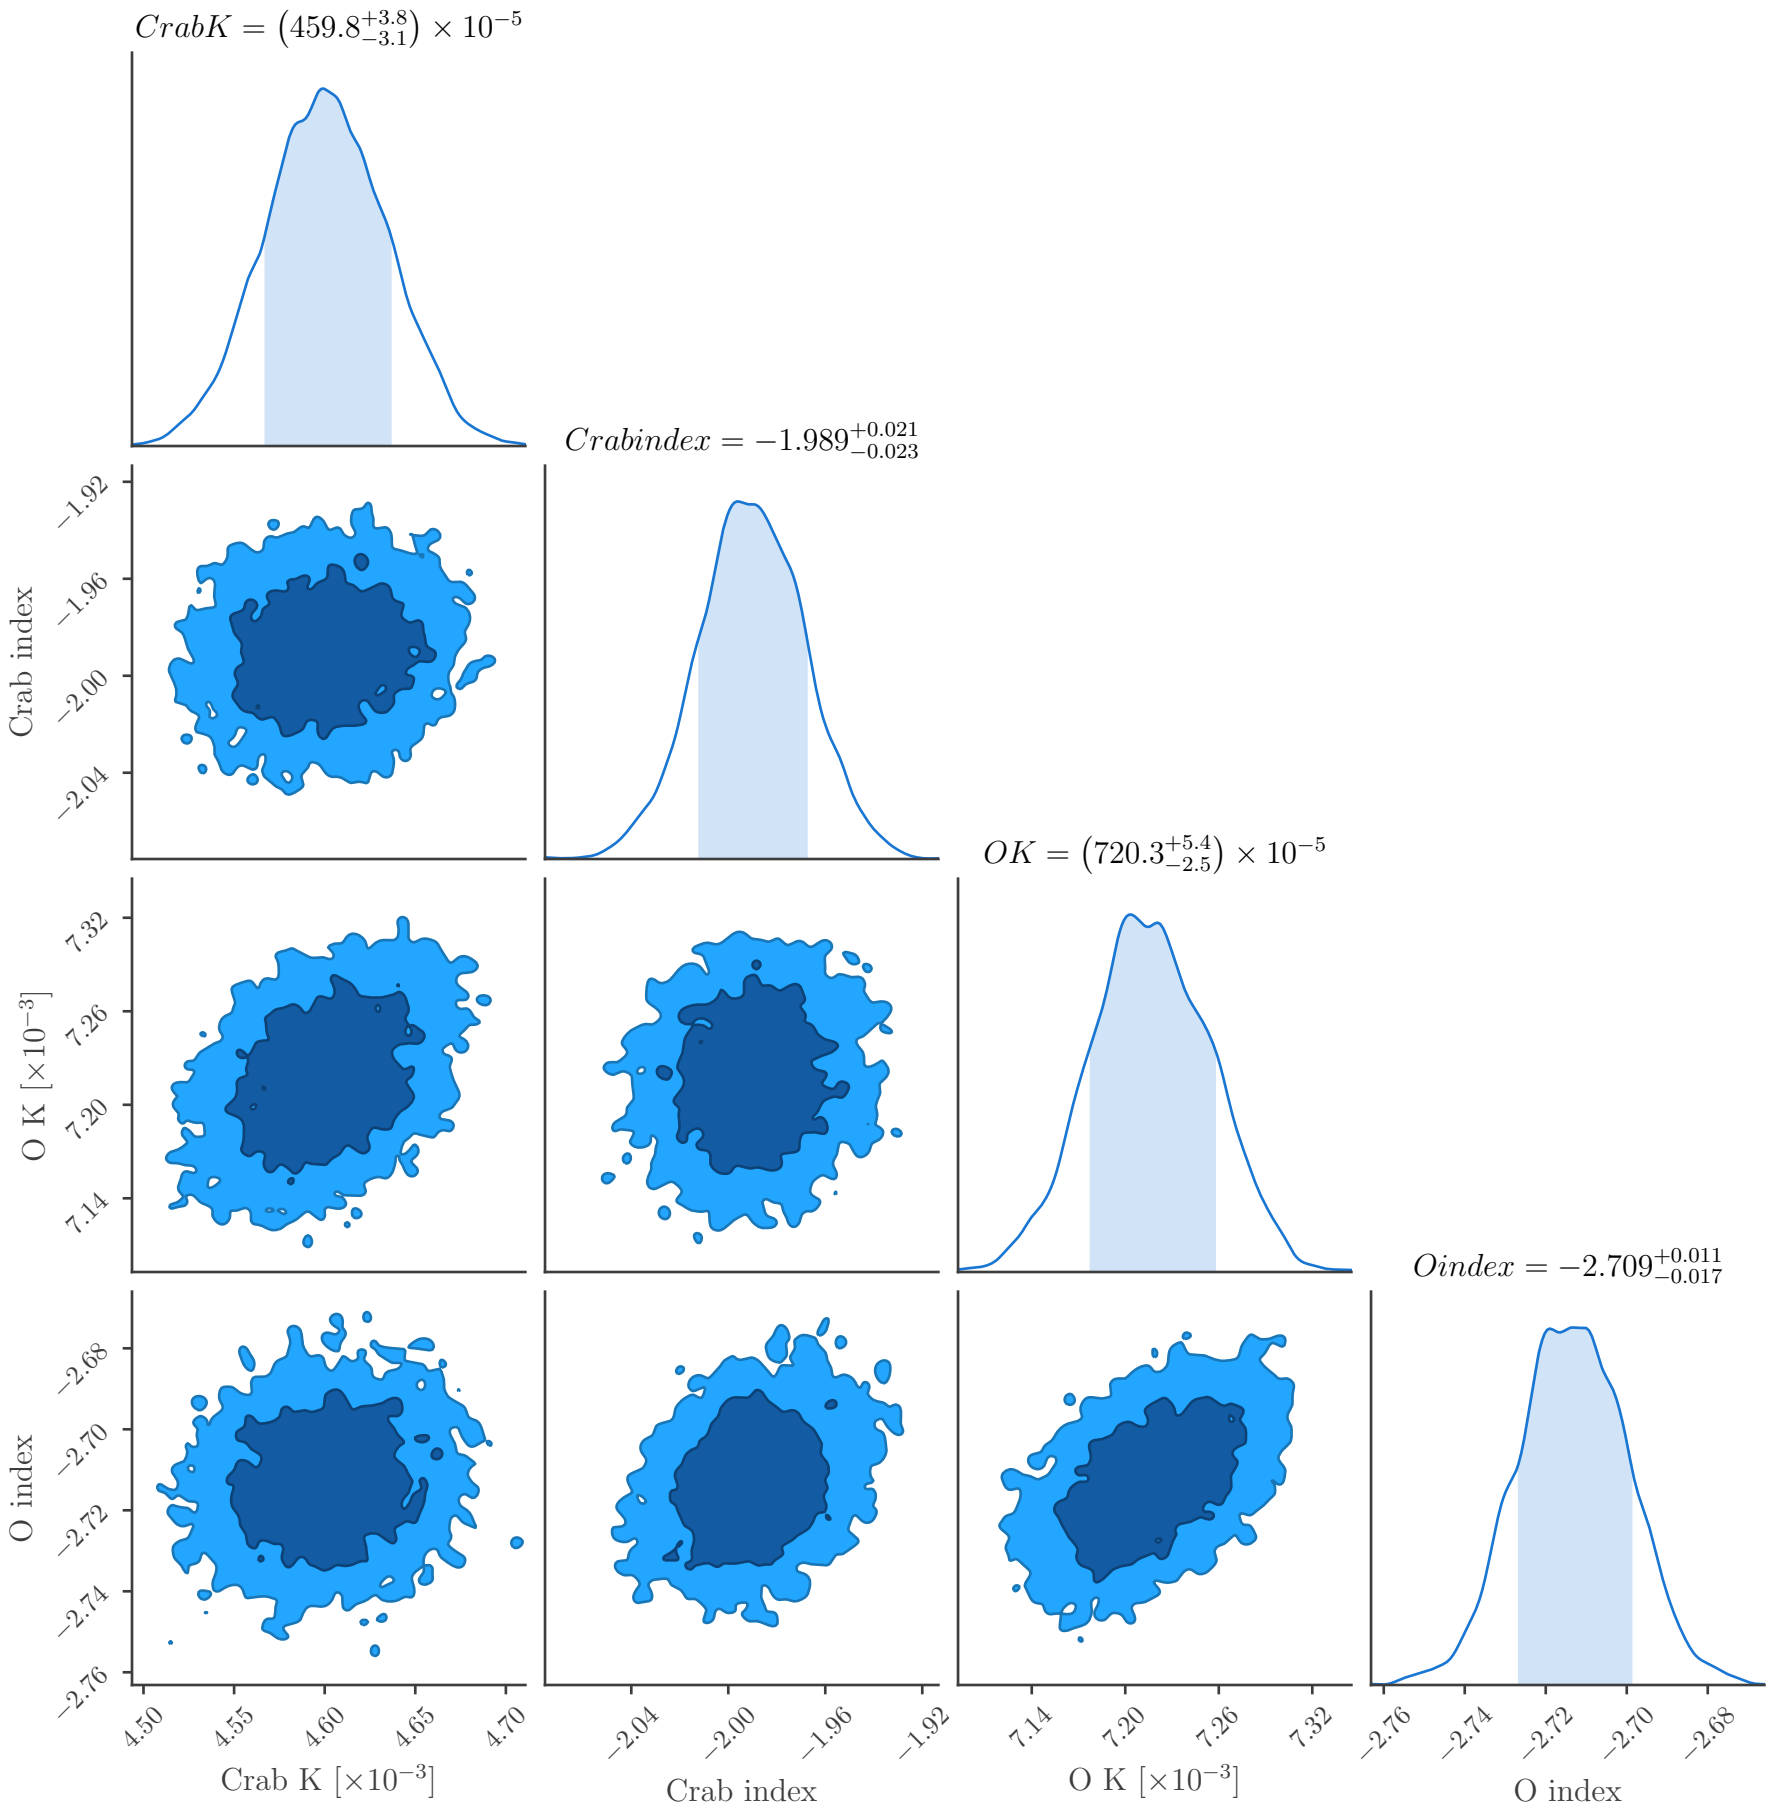 CrabK = (459.8^{+3.8}_{-3.1}) × 10^{-5}
Crabindex = −1.989^{+0.021}_{-0.023}
−1.92
−1.96
−2.00
−2.04
Crab index
OK = (720.3^{+5.4}_{-2.5}) × 10^{-5}
7.32
7.26
7.20
7.14
O K [×10^{-3}]
Oindex = −2.709^{+0.011}_{-0.017}
−2.68
−2.70
−2.72
−2.74
−2.76
O index
4.50 4.55 4.60 4.65 4.70
Crab K [×10^{-3}]
−2.04 −2.00 −1.96 −1.92
Crab index
7.14 7.20 7.26 7.32
O K [×10^{-3}]
−2.76 −2.74 −2.72 −2.70 −2.68
O index